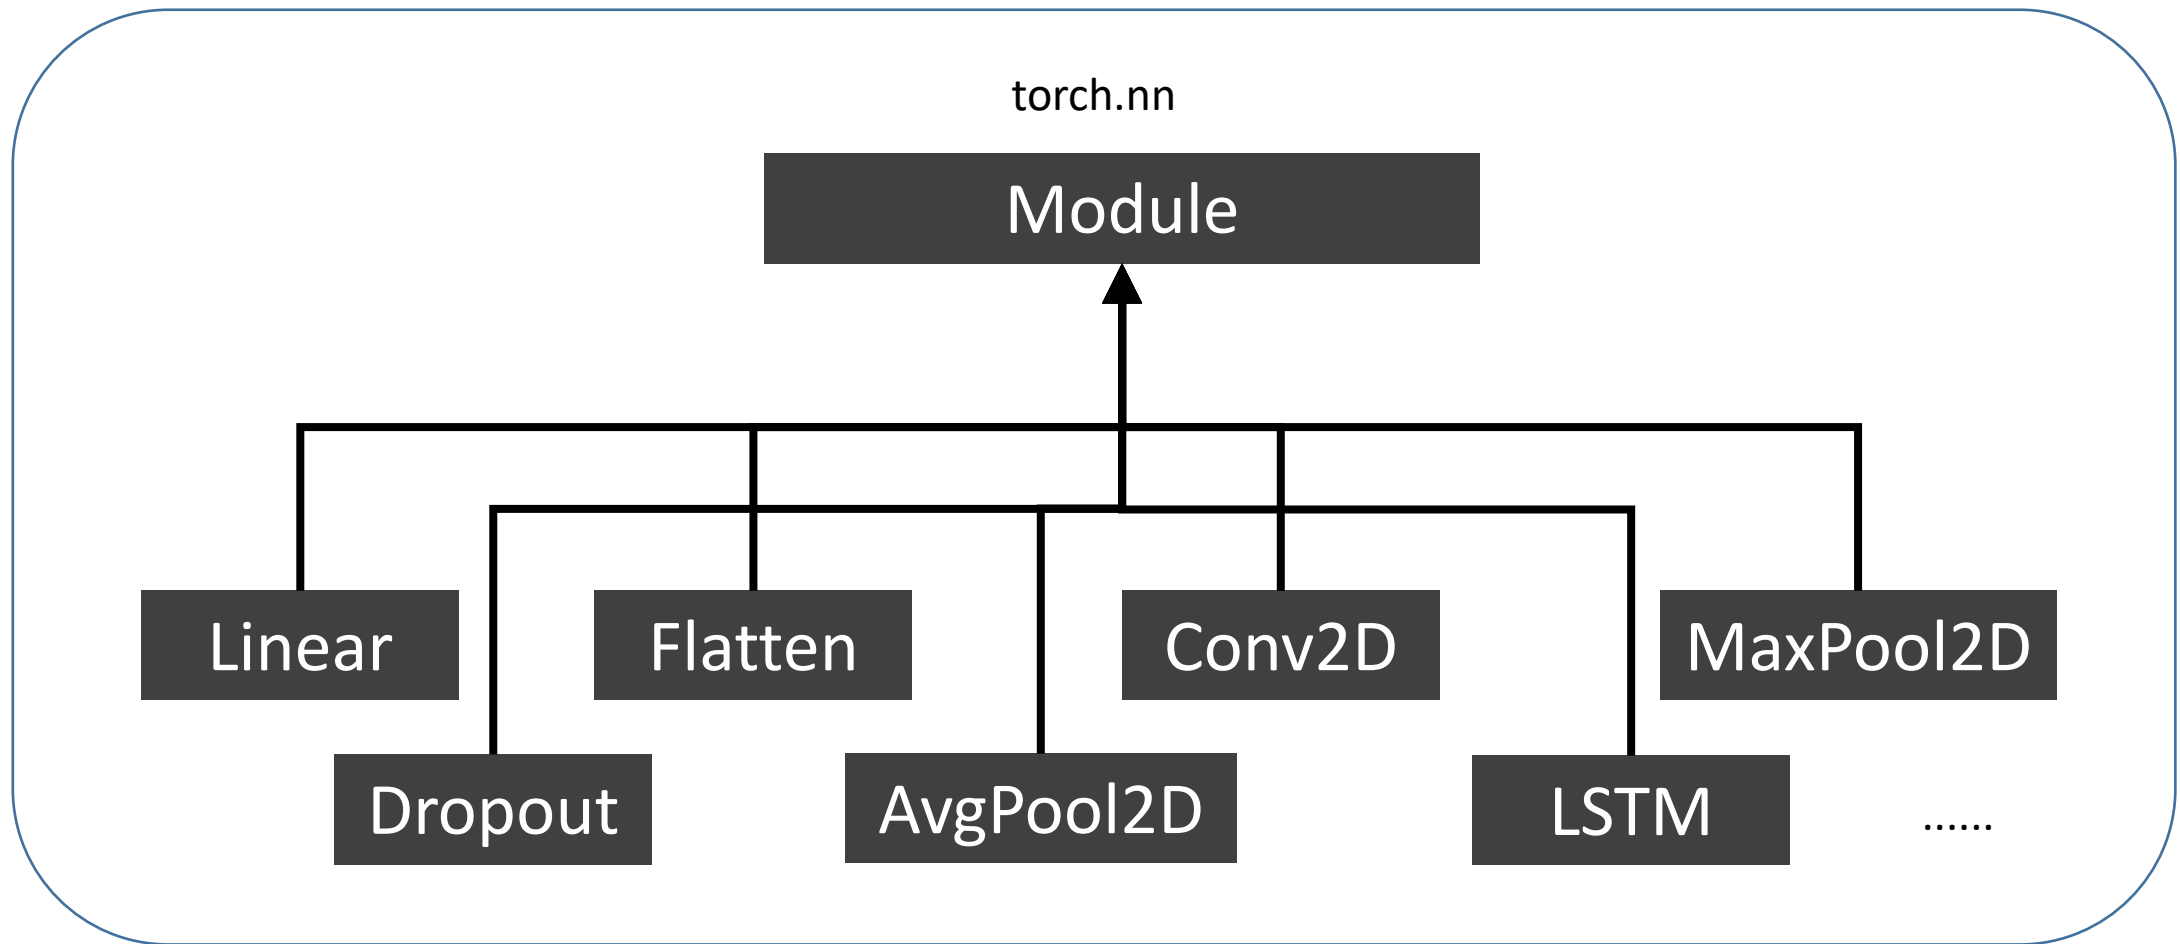 torch.nn
Module
Linear
Flatten
Conv2D
MaxPool2D
Dropout
AvgPool2D
LSTM
......